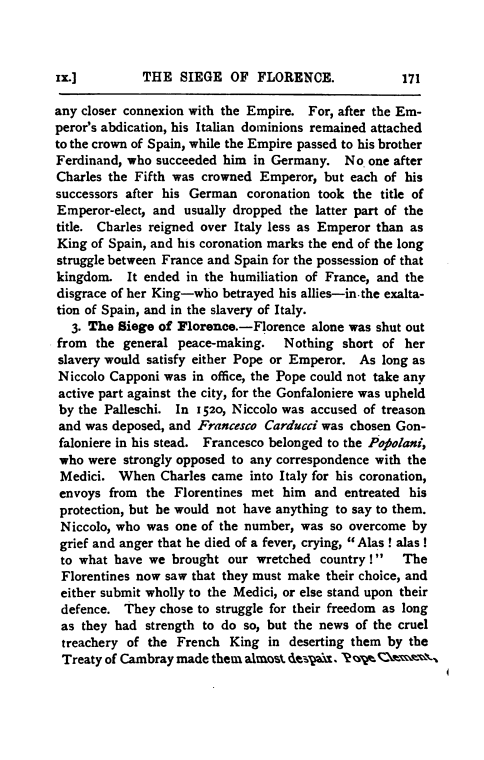 IX.] THE SIEGE OF FLORENCE. 171
any closer connexion with the Empire. For, after the Em-
peror's abdication, his Italian dominions remained attached
to the crown of Spain, while the Empire passed to his brother
Ferdinand, who succeeded him in Germany. No one after
Charles the Fifth was crowned Emperor, but each of his
successors after his German coronation took the title of
Emperor-elect, and usually dropped the latter part of the
title. Charles reigned over Italy less as Emperor than as
King of Spain, and his coronation marks the end of the long
struggle between France and Spain for the possession of that
kingdom. It ended in the humiliation of France, and the
disgrace of her King—who betrayed his allies—in the exalta-
tion of Spain, and in the slavery of Italy.
3. The Siege of Florence.—Florence alone was shut out
from the general peace-making. Nothing short of her
slavery would satisfy either Pope or Emperor. As long as
Niccolo Capponi was in office, the Pope could not take any
active part against the city, for the Gonfaloniere was upheld
by the Palleschi. In 1520, Niccolo was accused of treason
and was deposed, and Francesco Carducci was chosen Gon-
faloniere in his stead. Francesco belonged to the Popolani,
who were strongly opposed to any correspondence with the
Medici. When Charles came into Italy for his coronation,
envoys from the Florentines met him and entreated his
protection, but he would not have anything to say to them.
Niccolo, who was one of the number, was so overcome by
grief and anger that he died of a fever, crying, "Alas ! alas !
to what have we brought our wretched country !" The
Florentines now saw that they must make their choice, and
either submit wholly to the Medici, or else stand upon their
defence. They chose to struggle for their freedom as long
as they had strength to do so, but the news of the cruel
treachery of the French King in deserting them by the
Treaty of Cambray made them almost despair. Pope Clement,